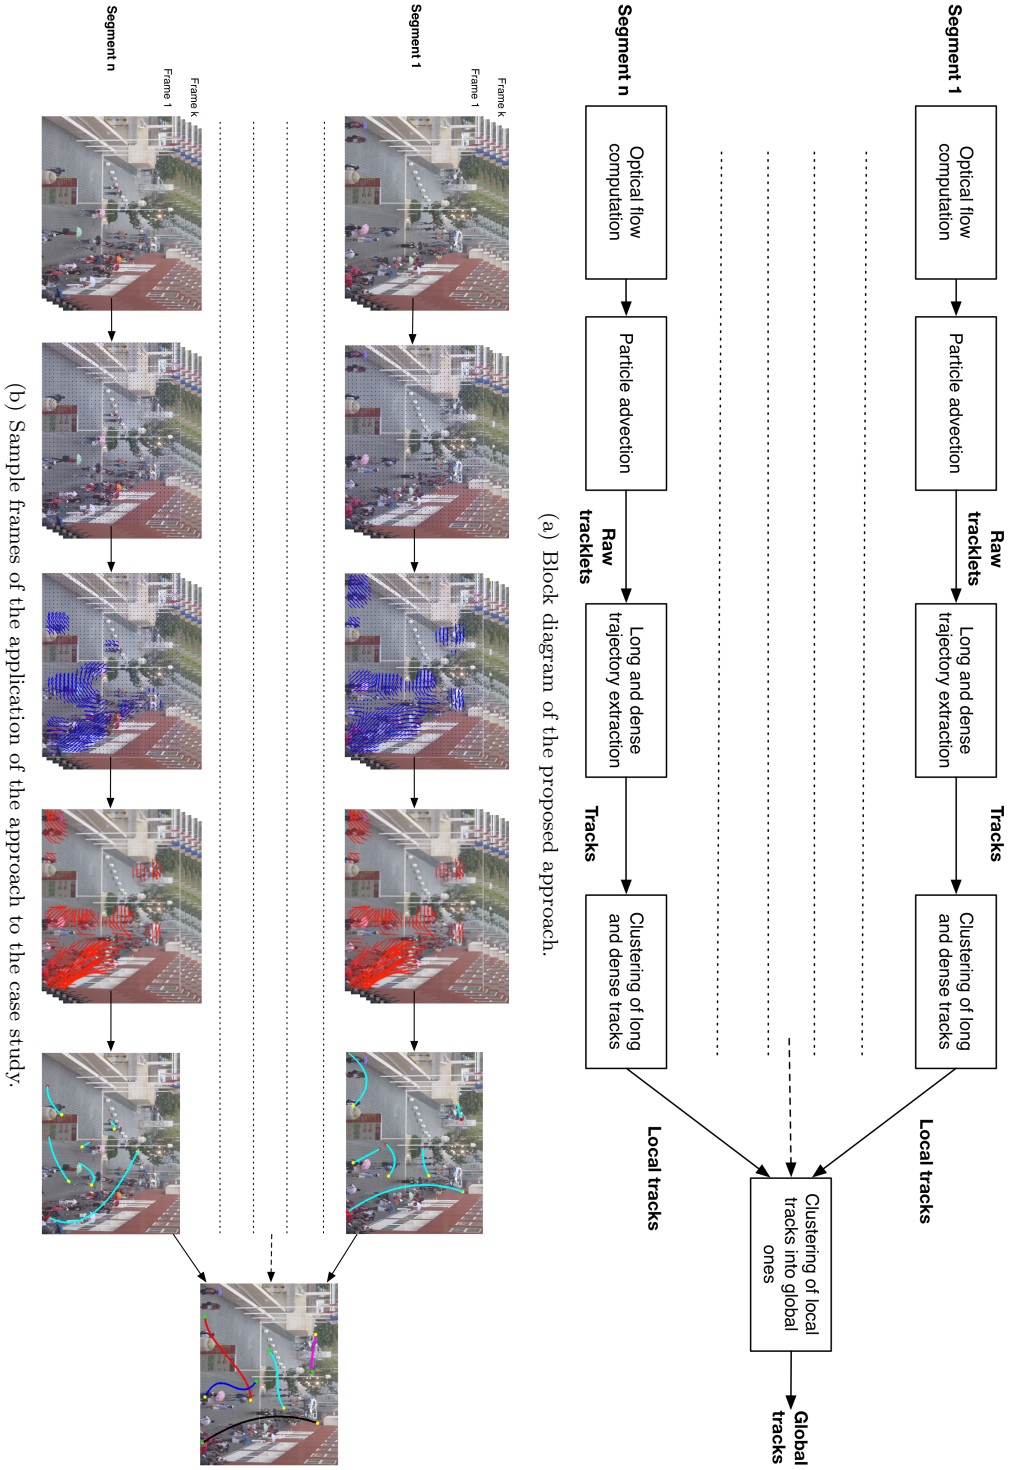 Segment 1
Optical flow
computation
Particle advection
Raw
tracklets
Long and dense
trajectory extraction
Tracks
Clustering of long
and dense tracks
Local tracks
Segment n
Optical flow
computation
Particle advection
Raw
tracklets
Long and dense
trajectory extraction
Tracks
Clustering of long
and dense tracks
Local tracks
Clustering of local
tracks into global
ones
Global
tracks
(a) Block diagram of the proposed approach.
Frame k
Frame 1
Segment 1
Frame k
Frame 1
Segment n
(b) Sample frames of the application of the approach to the case study.